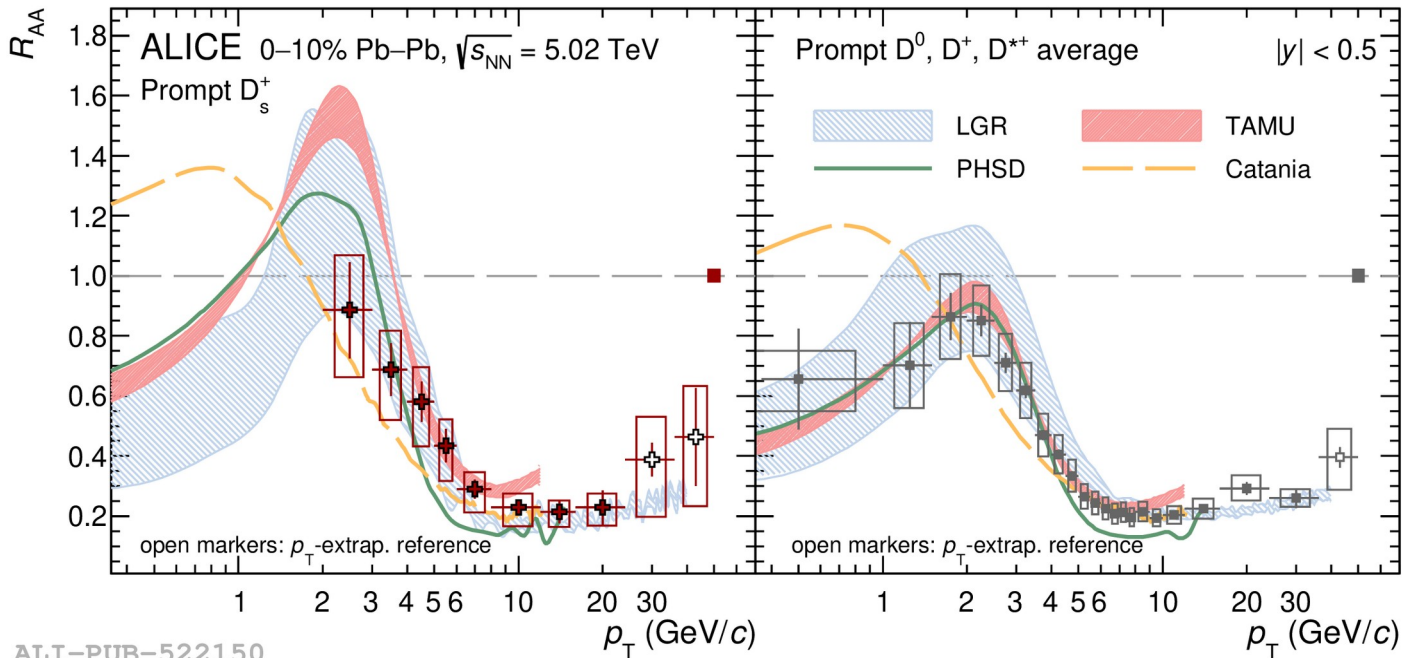 R_AA
1.8
1.6
1.4
1.2
1.0
0.8
0.6
0.4
0.2
ALICE 0–10% Pb–Pb, √s_NN = 5.02 TeV
Prompt D_s^+
open markers: p_T-extrap. reference
1 2 3 4 5 6 10 20 30
p_T (GeV/c)
Prompt D^0, D^+, D^*+ average |y| < 0.5
LGR TAMU
PHSD Catania
open markers: p_T-extrap. reference
1 2 3 4 5 6 10 20 30
p_T (GeV/c)
ALI-PUB-522150